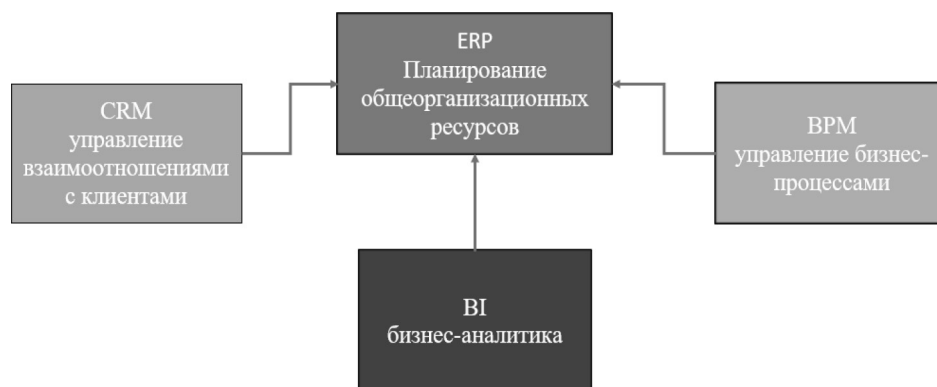 ERP
Планирование
общеорганизационных
ресурсов
CRM
управление
взаимоотношениями
с клиентами
BPM
управление бизнес-
процессами
BI
бизнес-аналитика